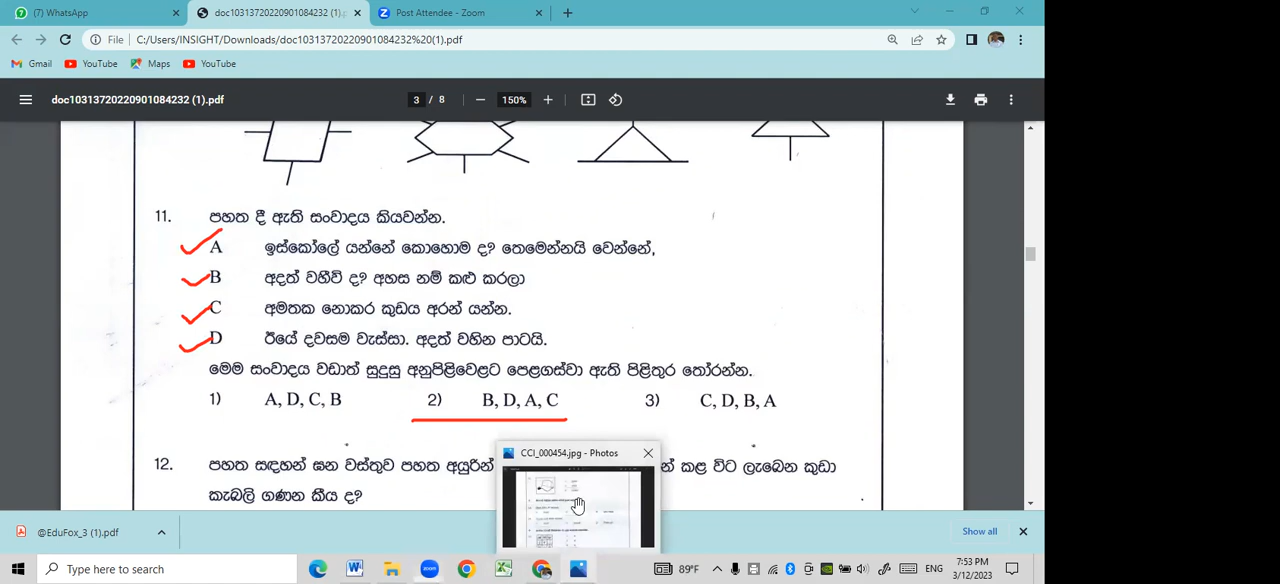 (7) WhatsApp
doc10313720220901084232 (1).p
Post Attendee - Zoom
File
C:/Users/INSIGHT/Downloads/doc10313720220901084232%20(1).pdf
Gmail
YouTube
Maps
YouTube
doc10313720220901084232 (1).pdf
3 / 8
150%
11. පහත දී ඇති සංවාදය කියවන්න.
A ඉස්කෝලේ යන්නේ කොහොම ද? තෙමෙන්නයි වෙන්නේ,
B අදත් වහීවි ද? අහස නම් කළු කරලා
C අමතක නොකර කුඩය අරන් යන්න.
D ඊයේ දවසම වැස්සා. අදත් වහින පාටයි.
මෙම සංවාදය වඩාත් සුදුසු අනුපිළිවෙළට පෙළගස්වා ඇති පිළිතුර තෝරන්න.
1) A, D, C, B 2) B, D, A, C 3) C, D, B, A
CCI_000454.jpg - Photos
12. පහත සඳහන් ඝන වස්තුව පහත අයුරින් න් කළ විට ලැබෙන කුඩා
කැබලි ගණන කීය ද?
@EduFox_3 (1).pdf
Show all
Type here to search
89°F
ENG
7:53 PM
3/12/2023